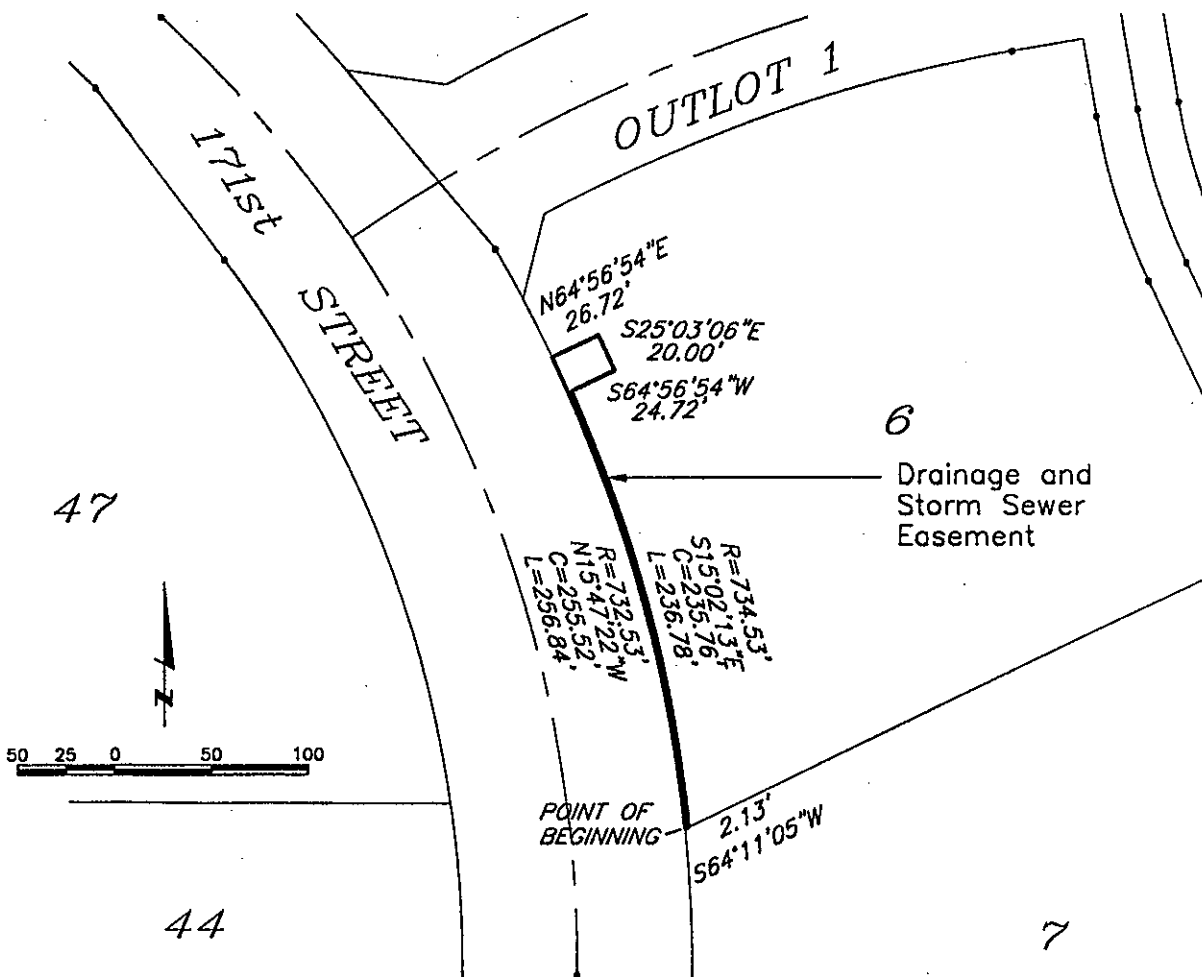 OUTLOT 1
171st
STREET
N64°56'54"E
26.72'
S25°03'06"E
20.00'
S64°56'54"W
24.72'
6
Drainage and
Storm Sewer
Easement
47
R=734.53'
S15°02'13"E
C=235.76'
L=236.78'
R=732.53'
N15°47'22"W
C=255.52'
L=256.84'
N
50 25 0 50 100
POINT OF
BEGINNING
2.13'
S64°11'05"W
44
7